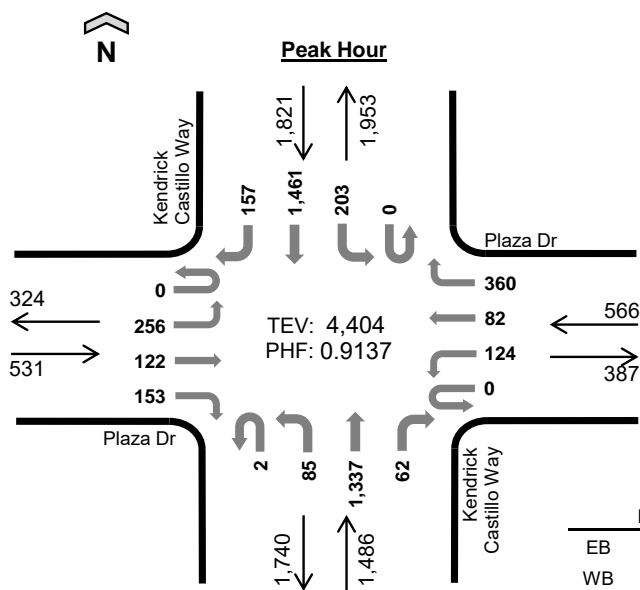 N
Peak Hour
Kendrick
Castillo Way
1,821
1,953
157
1,461
203
0
Plaza Dr
0
256
122
153
324
531
TEV: 4,404
PHF: 0.9137
360
82
124
0
566
387
Plaza Dr
2
85
1,337
62
Kendrick
Castillo Way
1,740
1,486
EB
WB